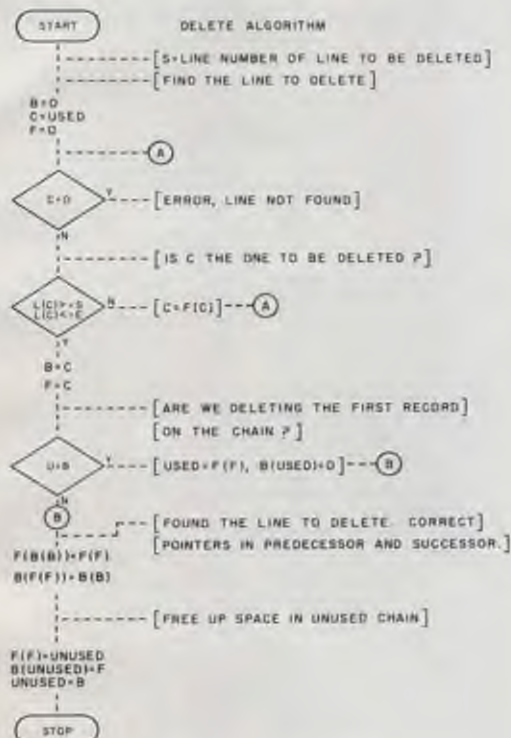 START
DELETE ALGORITHM
[S=LINE NUMBER OF LINE TO BE DELETED]
[FIND THE LINE TO DELETE]
B=0
C=USED
F=0
A
C=0
Y
[ERROR, LINE NOT FOUND]
N
[IS C THE ONE TO BE DELETED ?]
L(C)>=S
L(C)<=E
N
[C=F(C)]
A
Y
B=C
F=C
[ARE WE DELETING THE FIRST RECORD]
[ON THE CHAIN ?]
U=B
Y
[USED=F(F), B(USED)=0]
B
N
B
[FOUND THE LINE TO DELETE. CORRECT]
[POINTERS IN PREDECESSOR AND SUCCESSOR.]
F(B(B))=F(F)
B(F(F))=B(B)
[FREE UP SPACE IN UNUSED CHAIN]
F(F)=UNUSED
B(UNUSED)=F
UNUSED=B
STOP